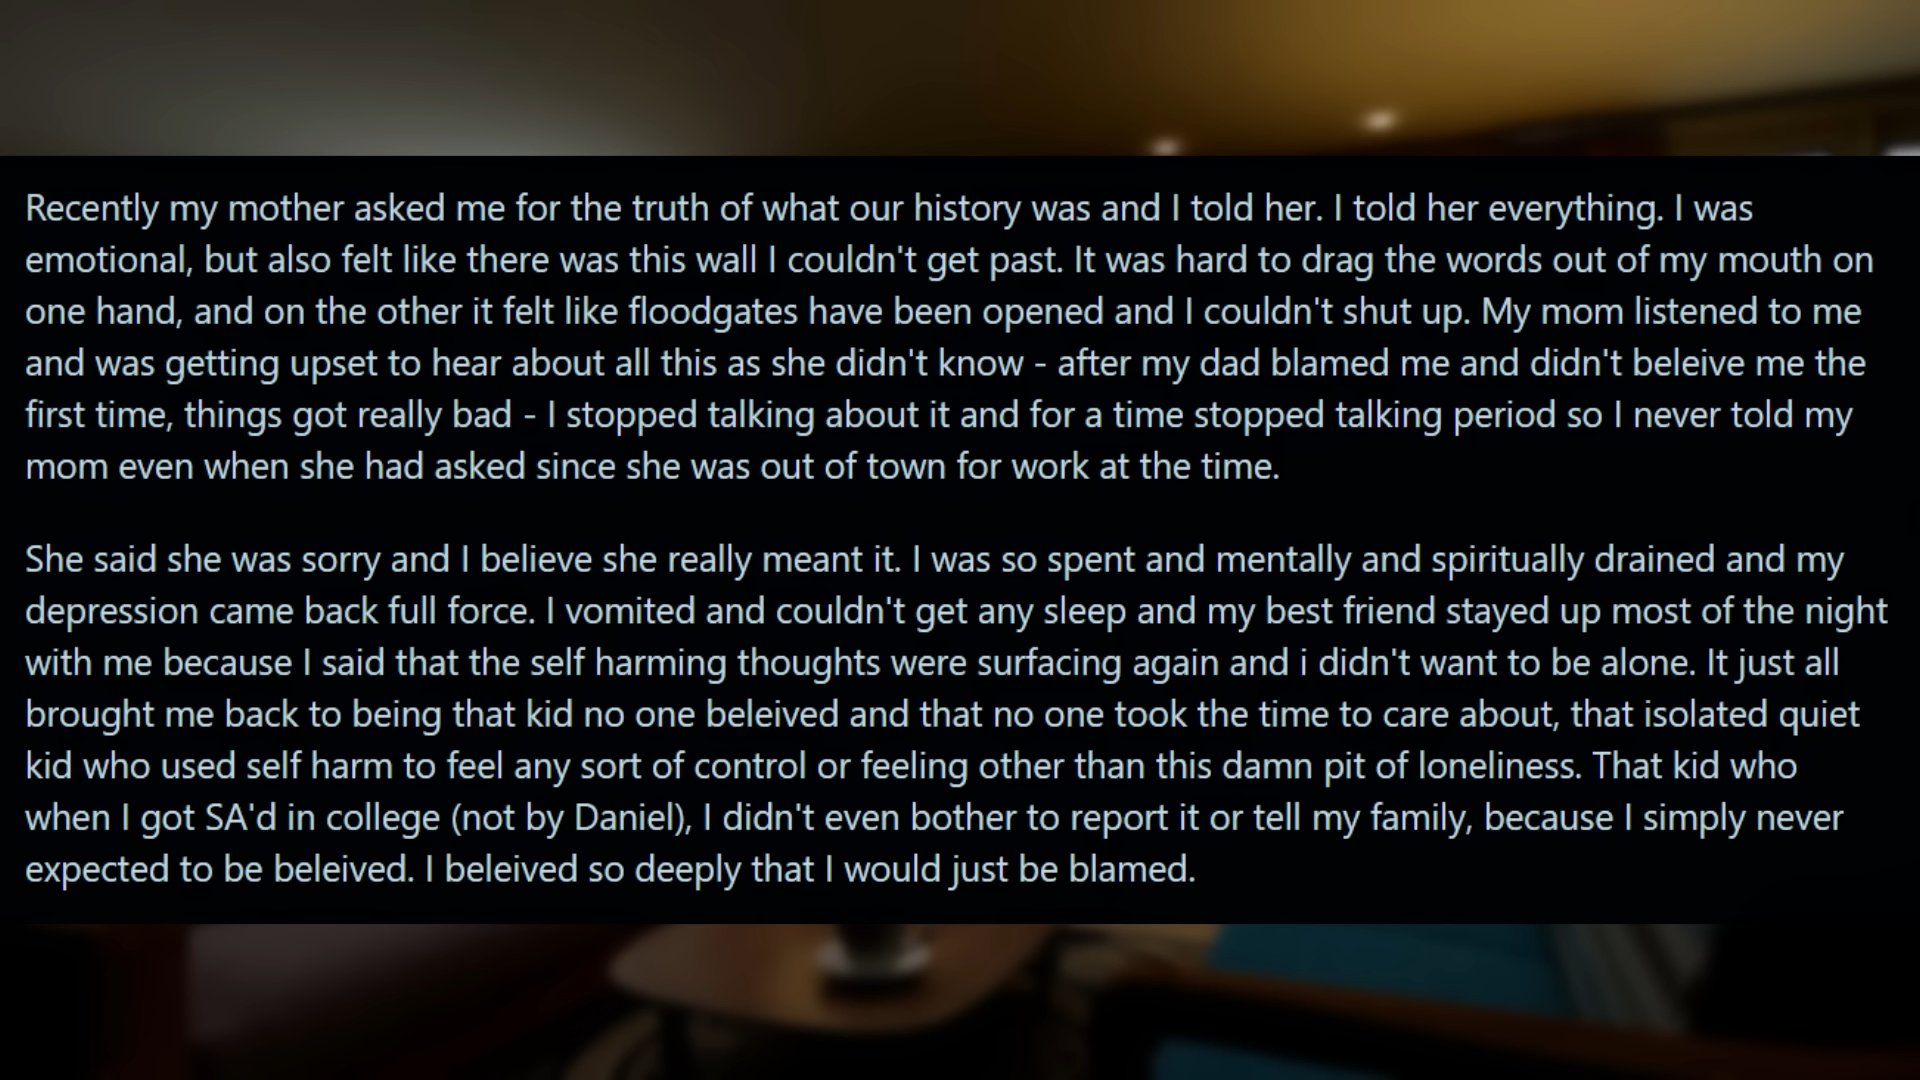 Recently my mother asked me for the truth of what our history was and I told her. I told her everything. I was
emotional, but also felt like there was this wall I couldn't get past. It was hard to drag the words out of my mouth on
one hand, and on the other it felt like floodgates have been opened and I couldn't shut up. My mom listened to me
and was getting upset to hear about all this as she didn't know - after my dad blamed me and didn't beleive me the
first time, things got really bad - I stopped talking about it and for a time stopped talking period so I never told my
mom even when she had asked since she was out of town for work at the time.
She said she was sorry and I believe she really meant it. I was so spent and mentally and spiritually drained and my
depression came back full force. I vomited and couldn't get any sleep and my best friend stayed up most of the night
with me because I said that the self harming thoughts were surfacing again and i didn't want to be alone. It just all
brought me back to being that kid no one beleived and that no one took the time to care about, that isolated quiet
kid who used self harm to feel any sort of control or feeling other than this damn pit of loneliness. That kid who
when I got SA'd in college (not by Daniel), I didn't even bother to report it or tell my family, because I simply never
expected to be beleived. I beleived so deeply that I would just be blamed.